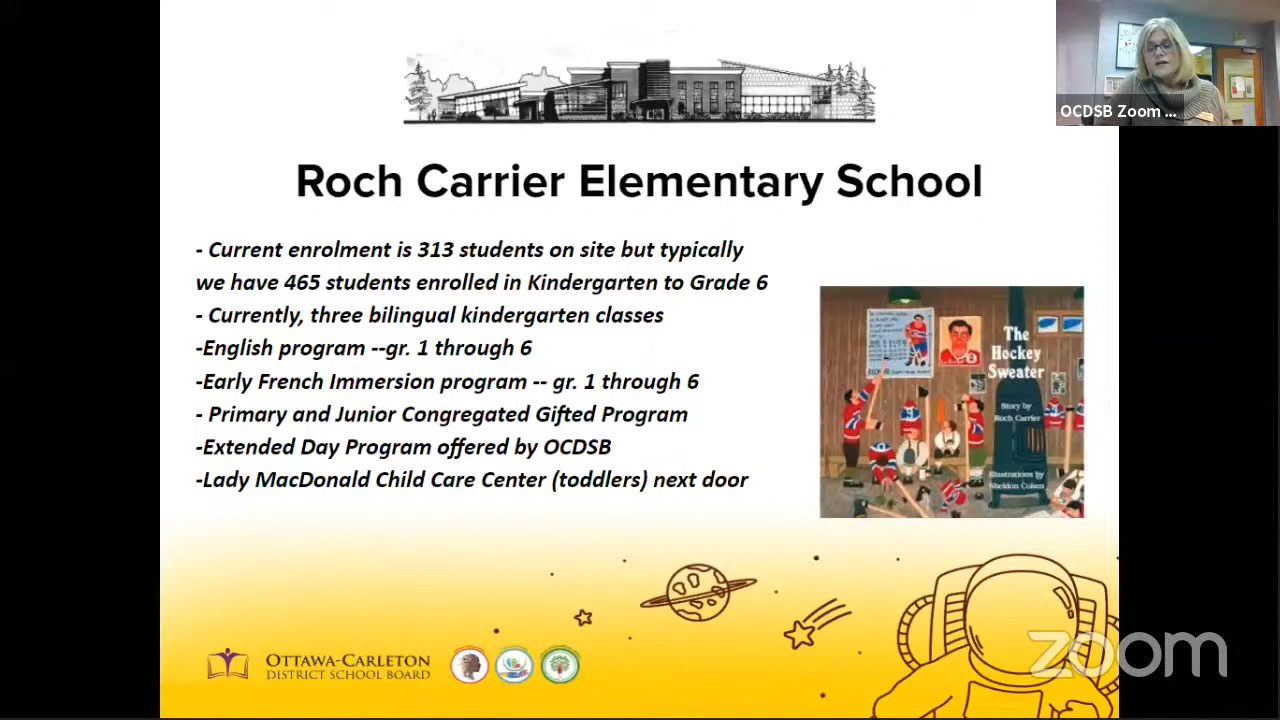 OCDSB Zoom ...
Roch Carrier Elementary School
- Current enrolment is 313 students on site but typically
we have 465 students enrolled in Kindergarten to Grade 6
- Currently, three bilingual kindergarten classes
-English program --gr. 1 through 6
-Early French Immersion program -- gr. 1 through 6
- Primary and Junior Congregated Gifted Program
-Extended Day Program offered by OCDSB
-Lady MacDonald Child Care Center (toddlers) next door
The
Hockey
Sweater
Story by
Roch Carrier
Illustrations by
Sheldon Cohen
OTTAWA-CARLETON
DISTRICT SCHOOL BOARD
zoom